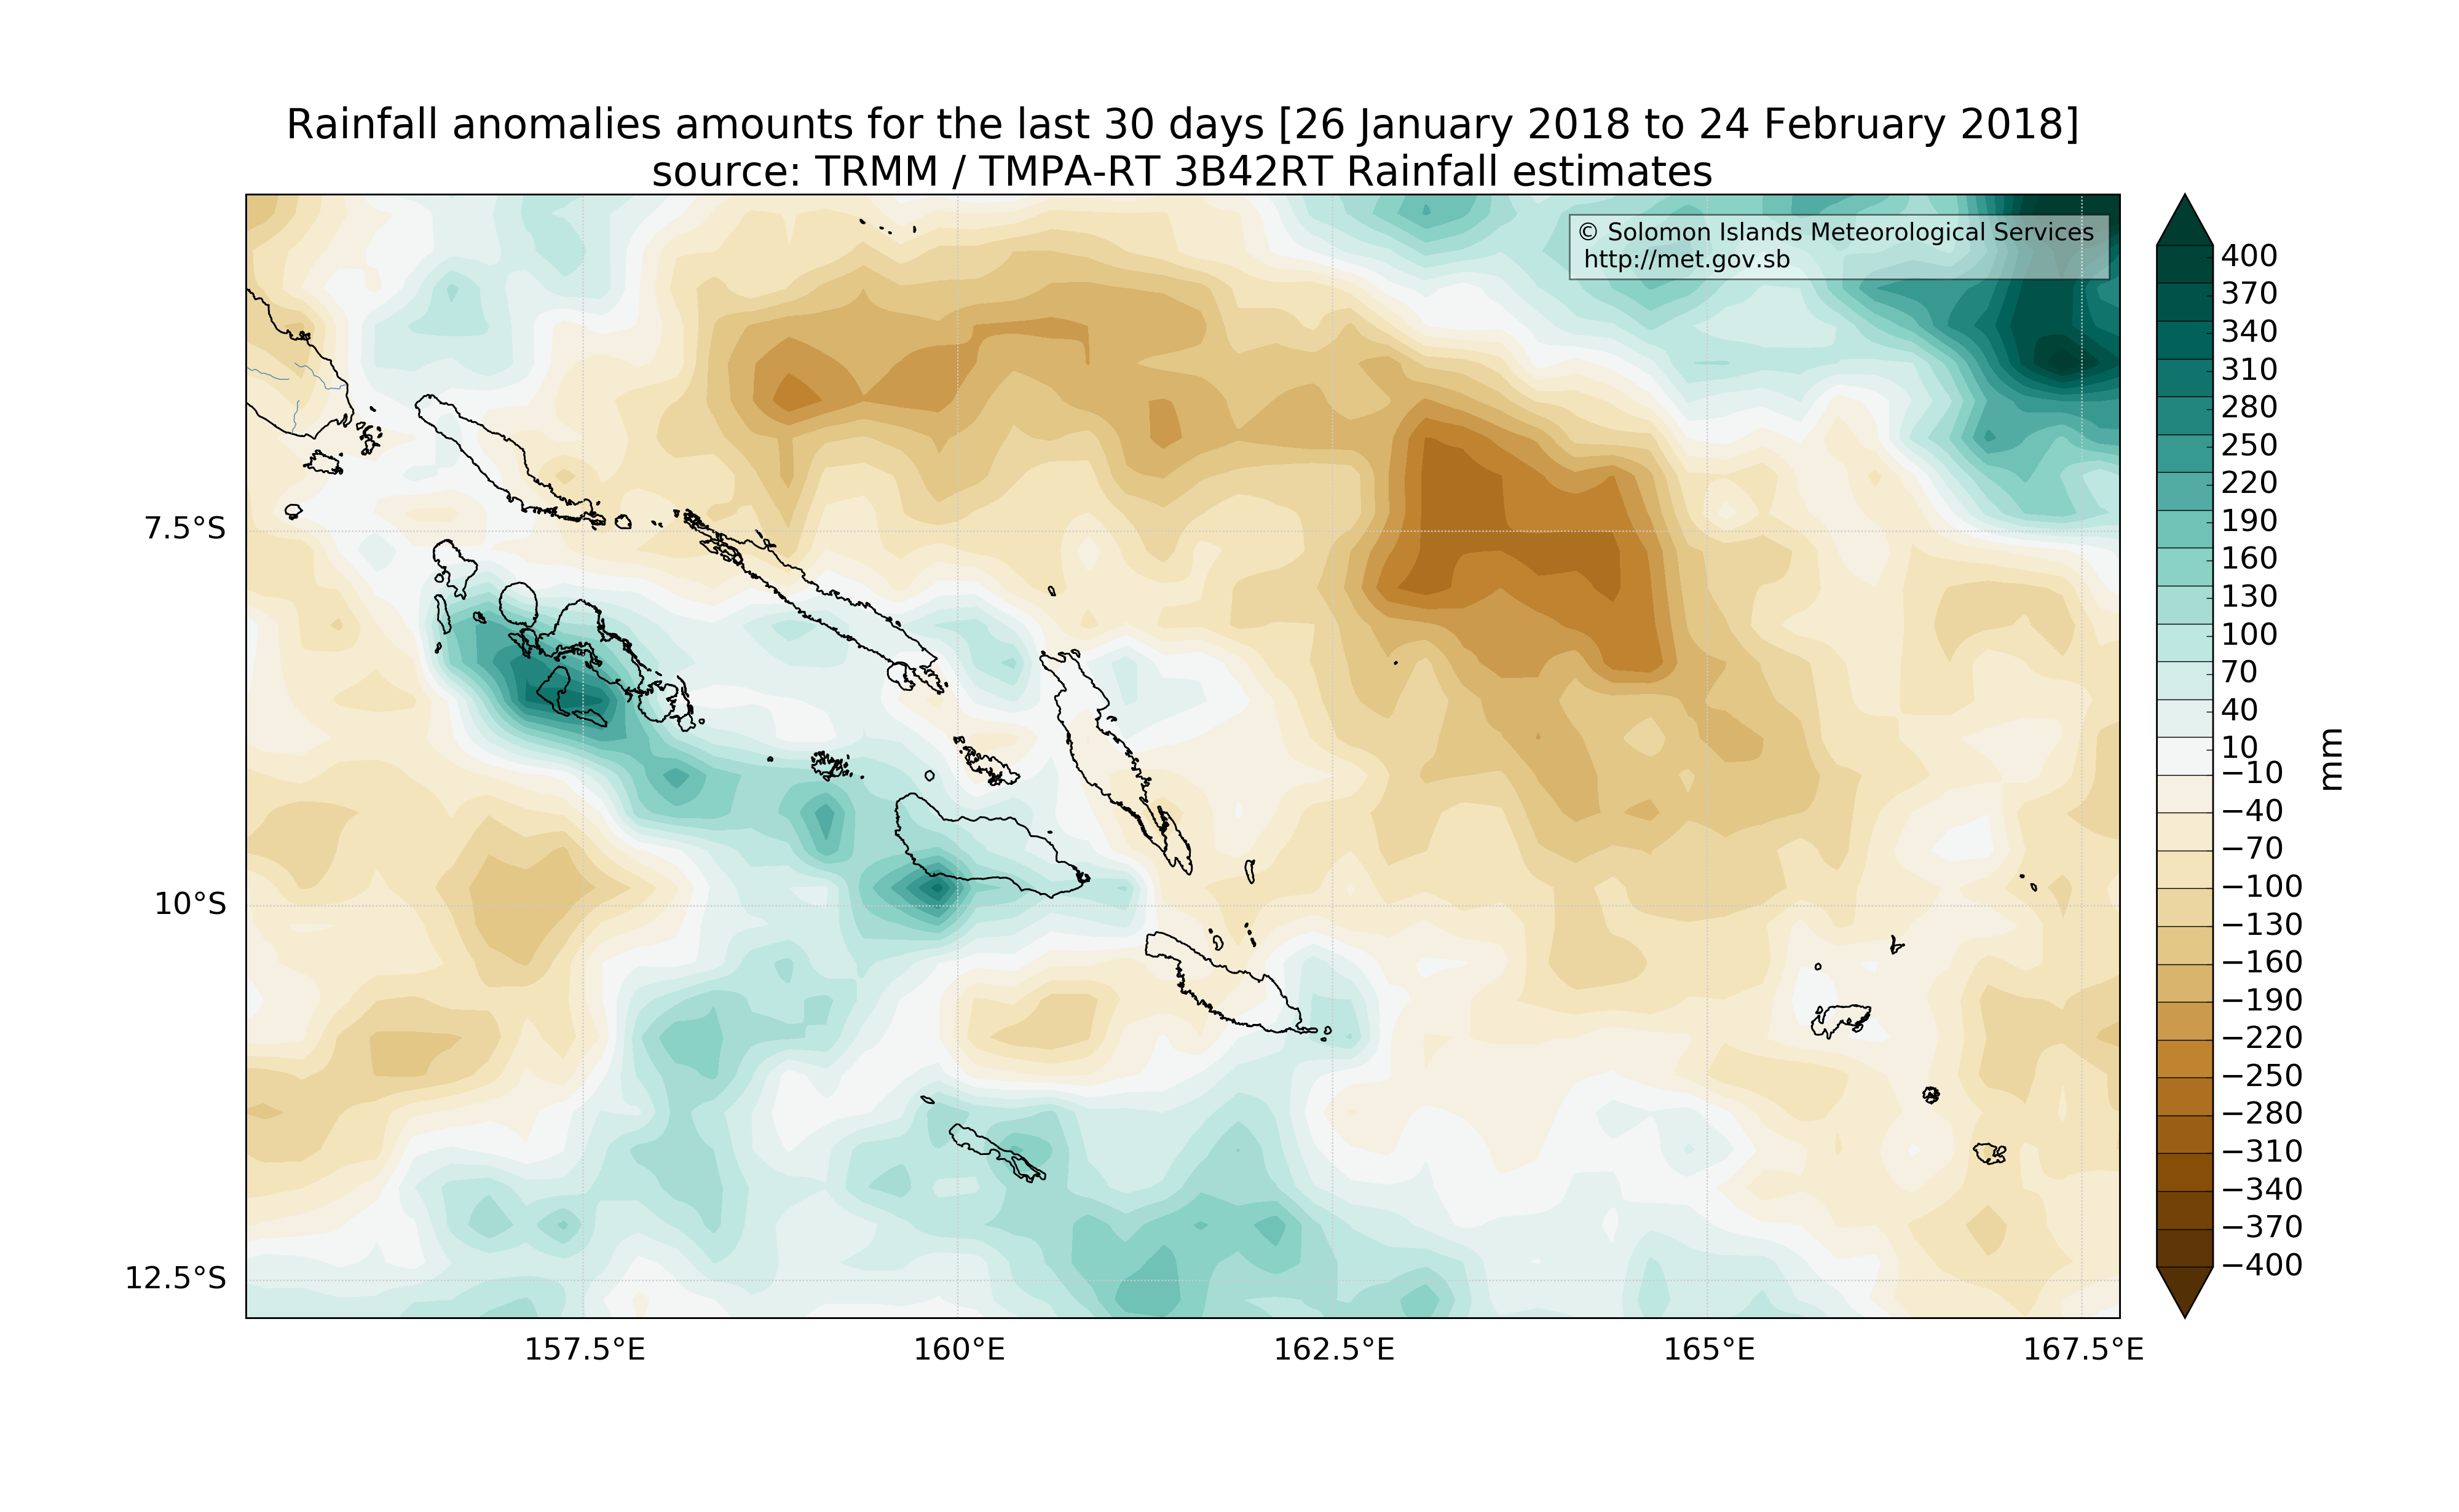 Rainfall anomalies amounts for the last 30 days [26 January 2018 to 24 February 2018]
source: TRMM / TMPA-RT 3B42RT Rainfall estimates
© Solomon Islands Meteorological Services
http://met.gov.sb
7.5°S
10°S
12.5°S
157.5°E
160°E
162.5°E
165°E
167.5°E
400
370
340
310
280
250
220
190
160
130
100
70
40
10
−10
−40
−70
−100
−130
−160
−190
−220
−250
−280
−310
−340
−370
−400
mm